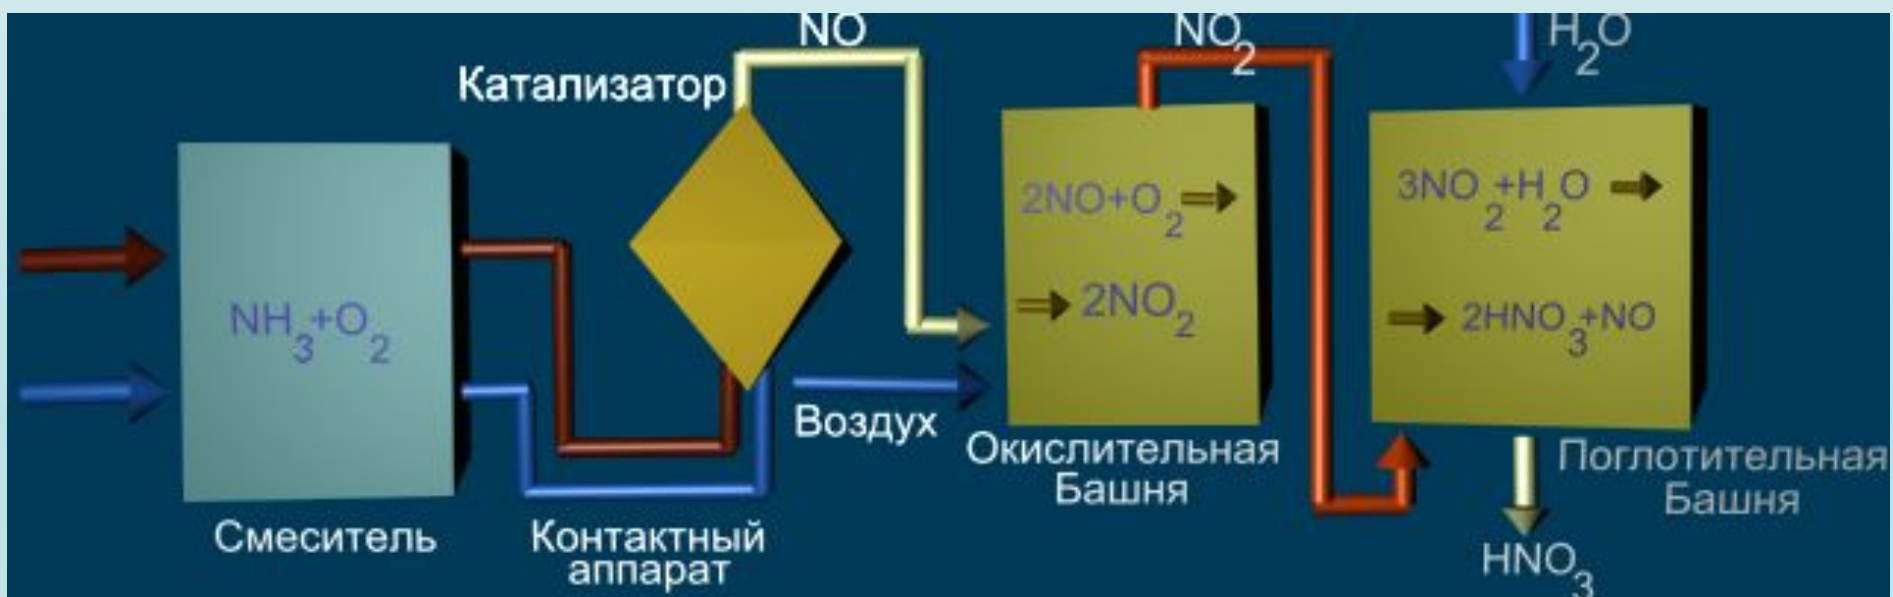 NO
NO2
H2O
Катализатор
NH3+O2
2NO+O2
2NO2
3NO2+H2O
2HNO3+NO
Воздух
Окислительная
Башня
Поглотительная
Башня
Смеситель
Контактный
аппарат
HNO3